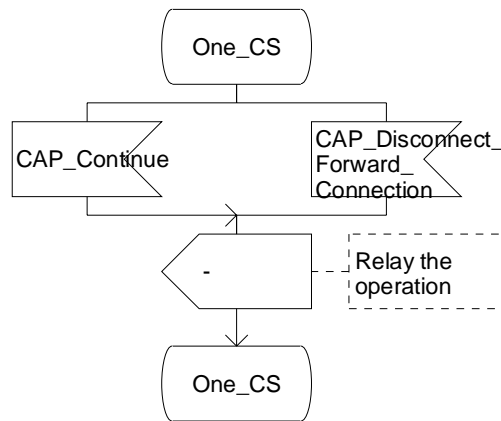 One_CS
CAP_Continue
CAP_Disconnect_
Forward_
Connection
-
Relay the
operation
One_CS